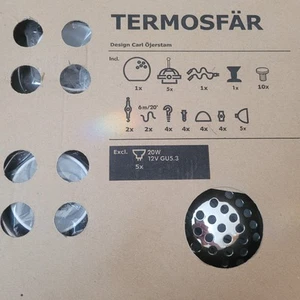 TERMOSFÄR
Design Carl Öjerstam
Incl.
1x 5x 1x 1x 10x
6m/20'
2x 2x 4x 4x 4x 4x 5x
Excl. 20W
12V GU5.3
5x